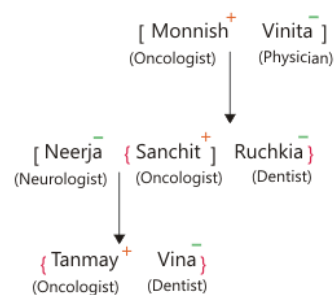 [ Monnish + Vinita - ]
(Oncologist) (Physician)
[ Neerja - { Sanchit + ] Ruchkia - }
(Neurologist) (Oncologist) (Dentist)
{ Tanmay + Vina - }
(Oncologist) (Dentist)